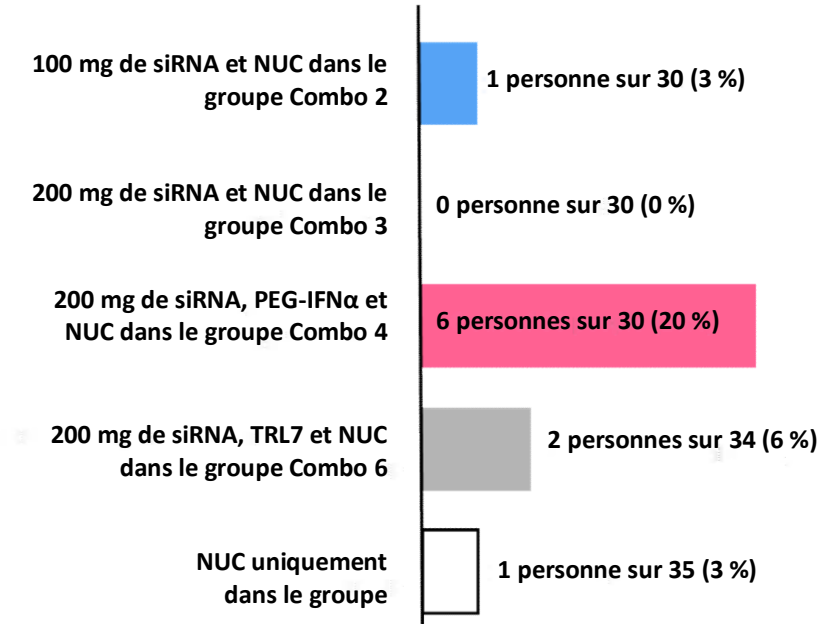 100 mg de siRNA et NUC dans le
groupe Combo 2
1 personne sur 30 (3 %)
200 mg de siRNA et NUC dans le
groupe Combo 3
0 personne sur 30 (0 %)
200 mg de siRNA, PEG-IFNα et
NUC dans le groupe Combo 4
6 personnes sur 30 (20 %)
200 mg de siRNA, TRL7 et NUC
dans le groupe Combo 6
2 personnes sur 34 (6 %)
NUC uniquement
dans le groupe
1 personne sur 35 (3 %)